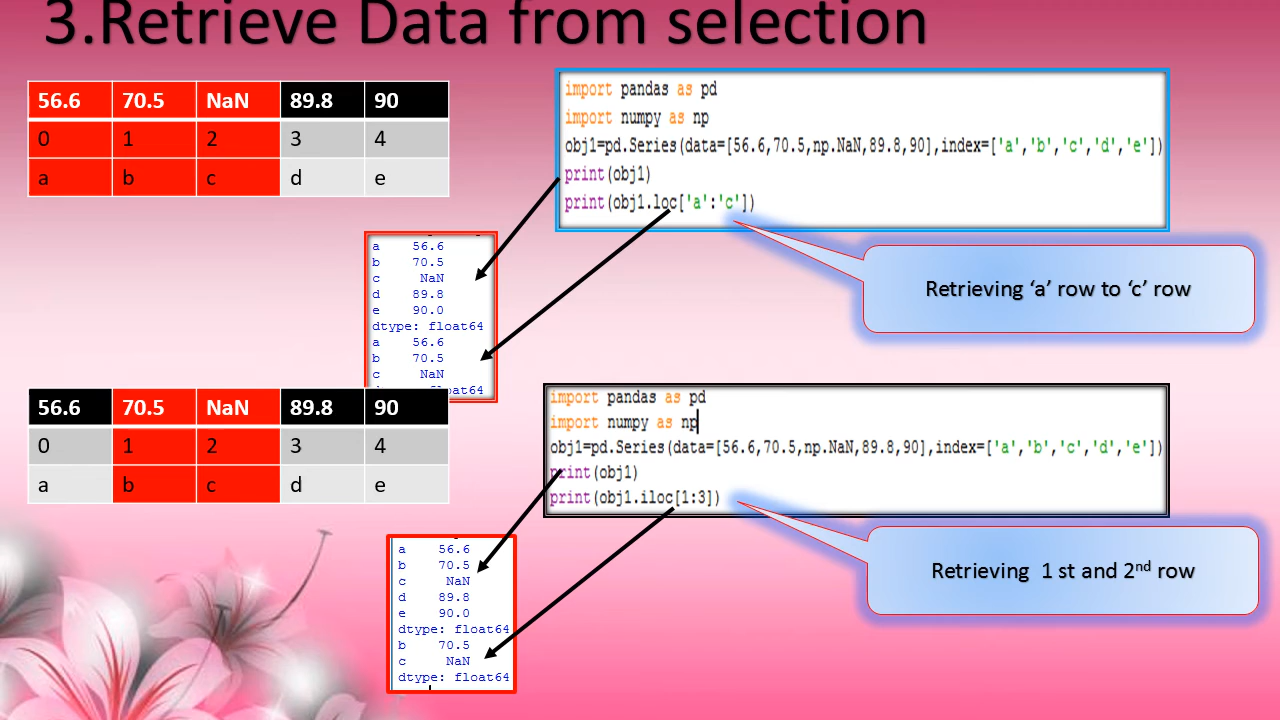 3.Retrieve Data from selection
56.6 70.5 NaN 89.8 90
0 1 2 3 4
a b c d e
import pandas as pd
import numpy as np
obj1=pd.Series(data=[56.6,70.5,np.NaN,89.8,90],index=['a','b','c','d','e'])
print(obj1)
print(obj1.loc['a':'c'])
Retrieving ‘a’ row to ‘c’ row
a 56.6
b 70.5
c NaN
d 89.8
e 90.0
dtype: float64
a 56.6
b 70.5
c NaN
56.6 70.5 NaN 89.8 90
0 1 2 3 4
a b c d e
import pandas as pd
import numpy as np
obj1=pd.Series(data=[56.6,70.5,np.NaN,89.8,90],index=['a','b','c','d','e'])
print(obj1)
print(obj1.iloc[1:3])
Retrieving 1 st and 2nd row
a 56.6
b 70.5
c NaN
d 89.8
e 90.0
dtype: float64
b 70.5
c NaN
dtype: float64